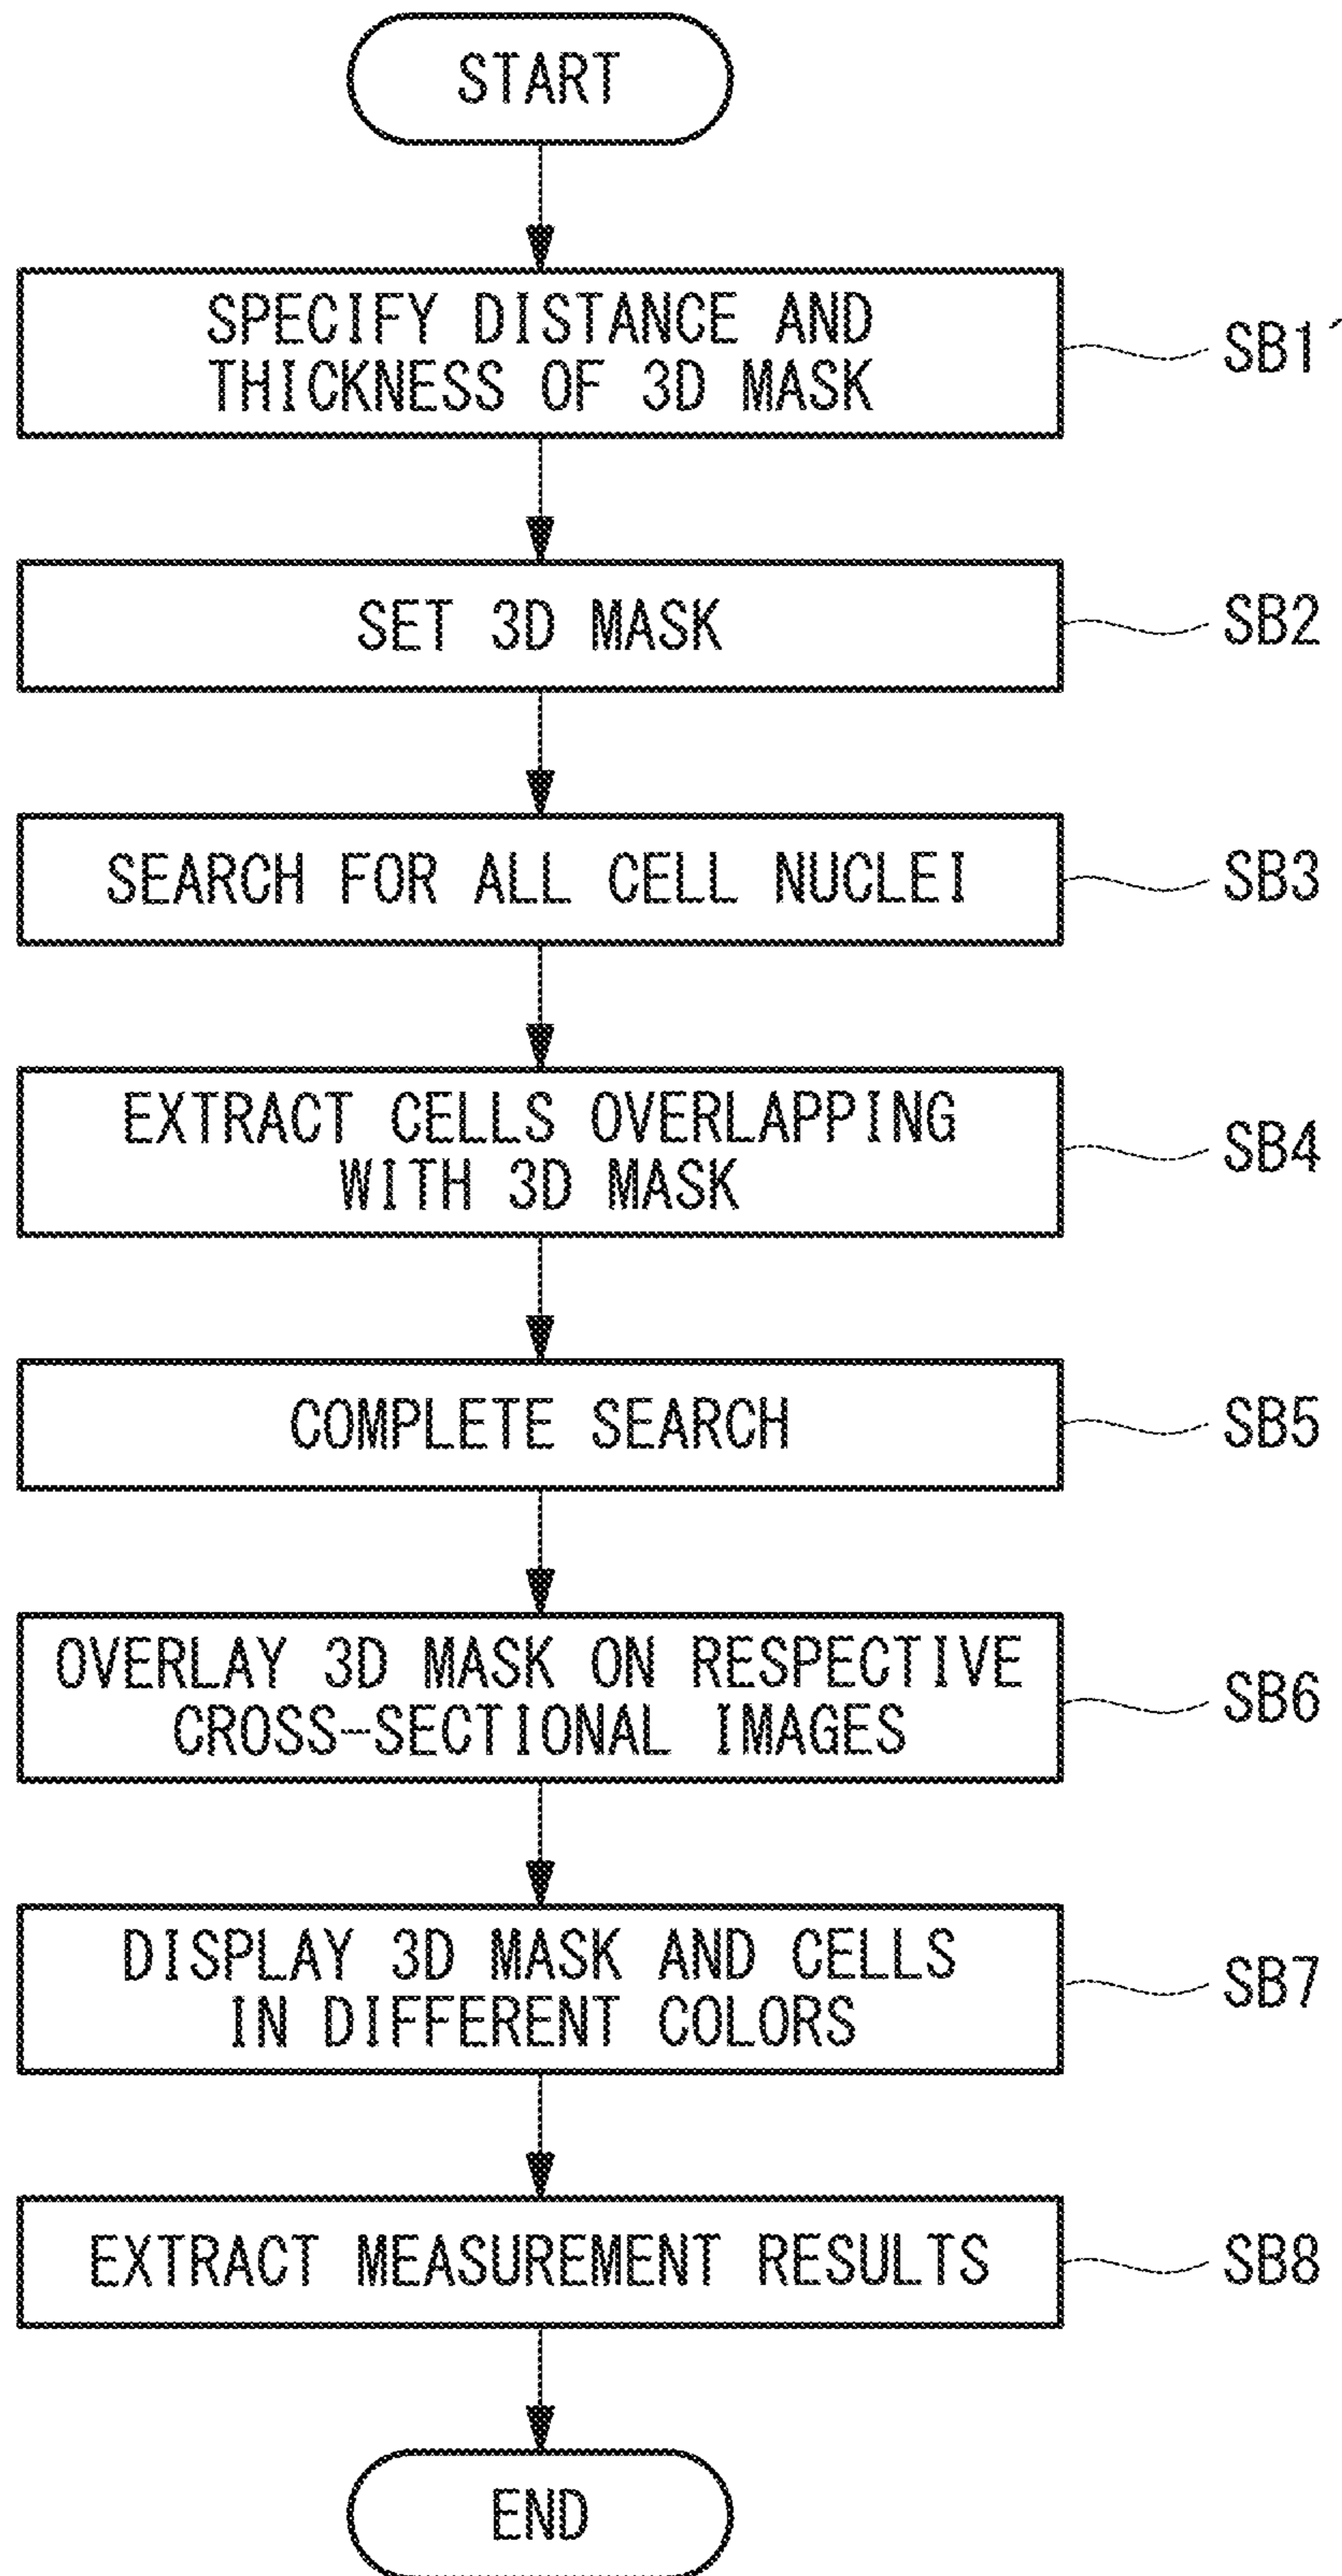 START
SPECIFY DISTANCE AND
THICKNESS OF 3D MASK
SB1´
SET 3D MASK
SB2
SEARCH FOR ALL CELL NUCLEI
SB3
EXTRACT CELLS OVERLAPPING
WITH 3D MASK
SB4
COMPLETE SEARCH
SB5
OVERLAY 3D MASK ON RESPECTIVE
CROSS-SECTIONAL IMAGES
SB6
DISPLAY 3D MASK AND CELLS
IN DIFFERENT COLORS
SB7
EXTRACT MEASUREMENT RESULTS
SB8
END